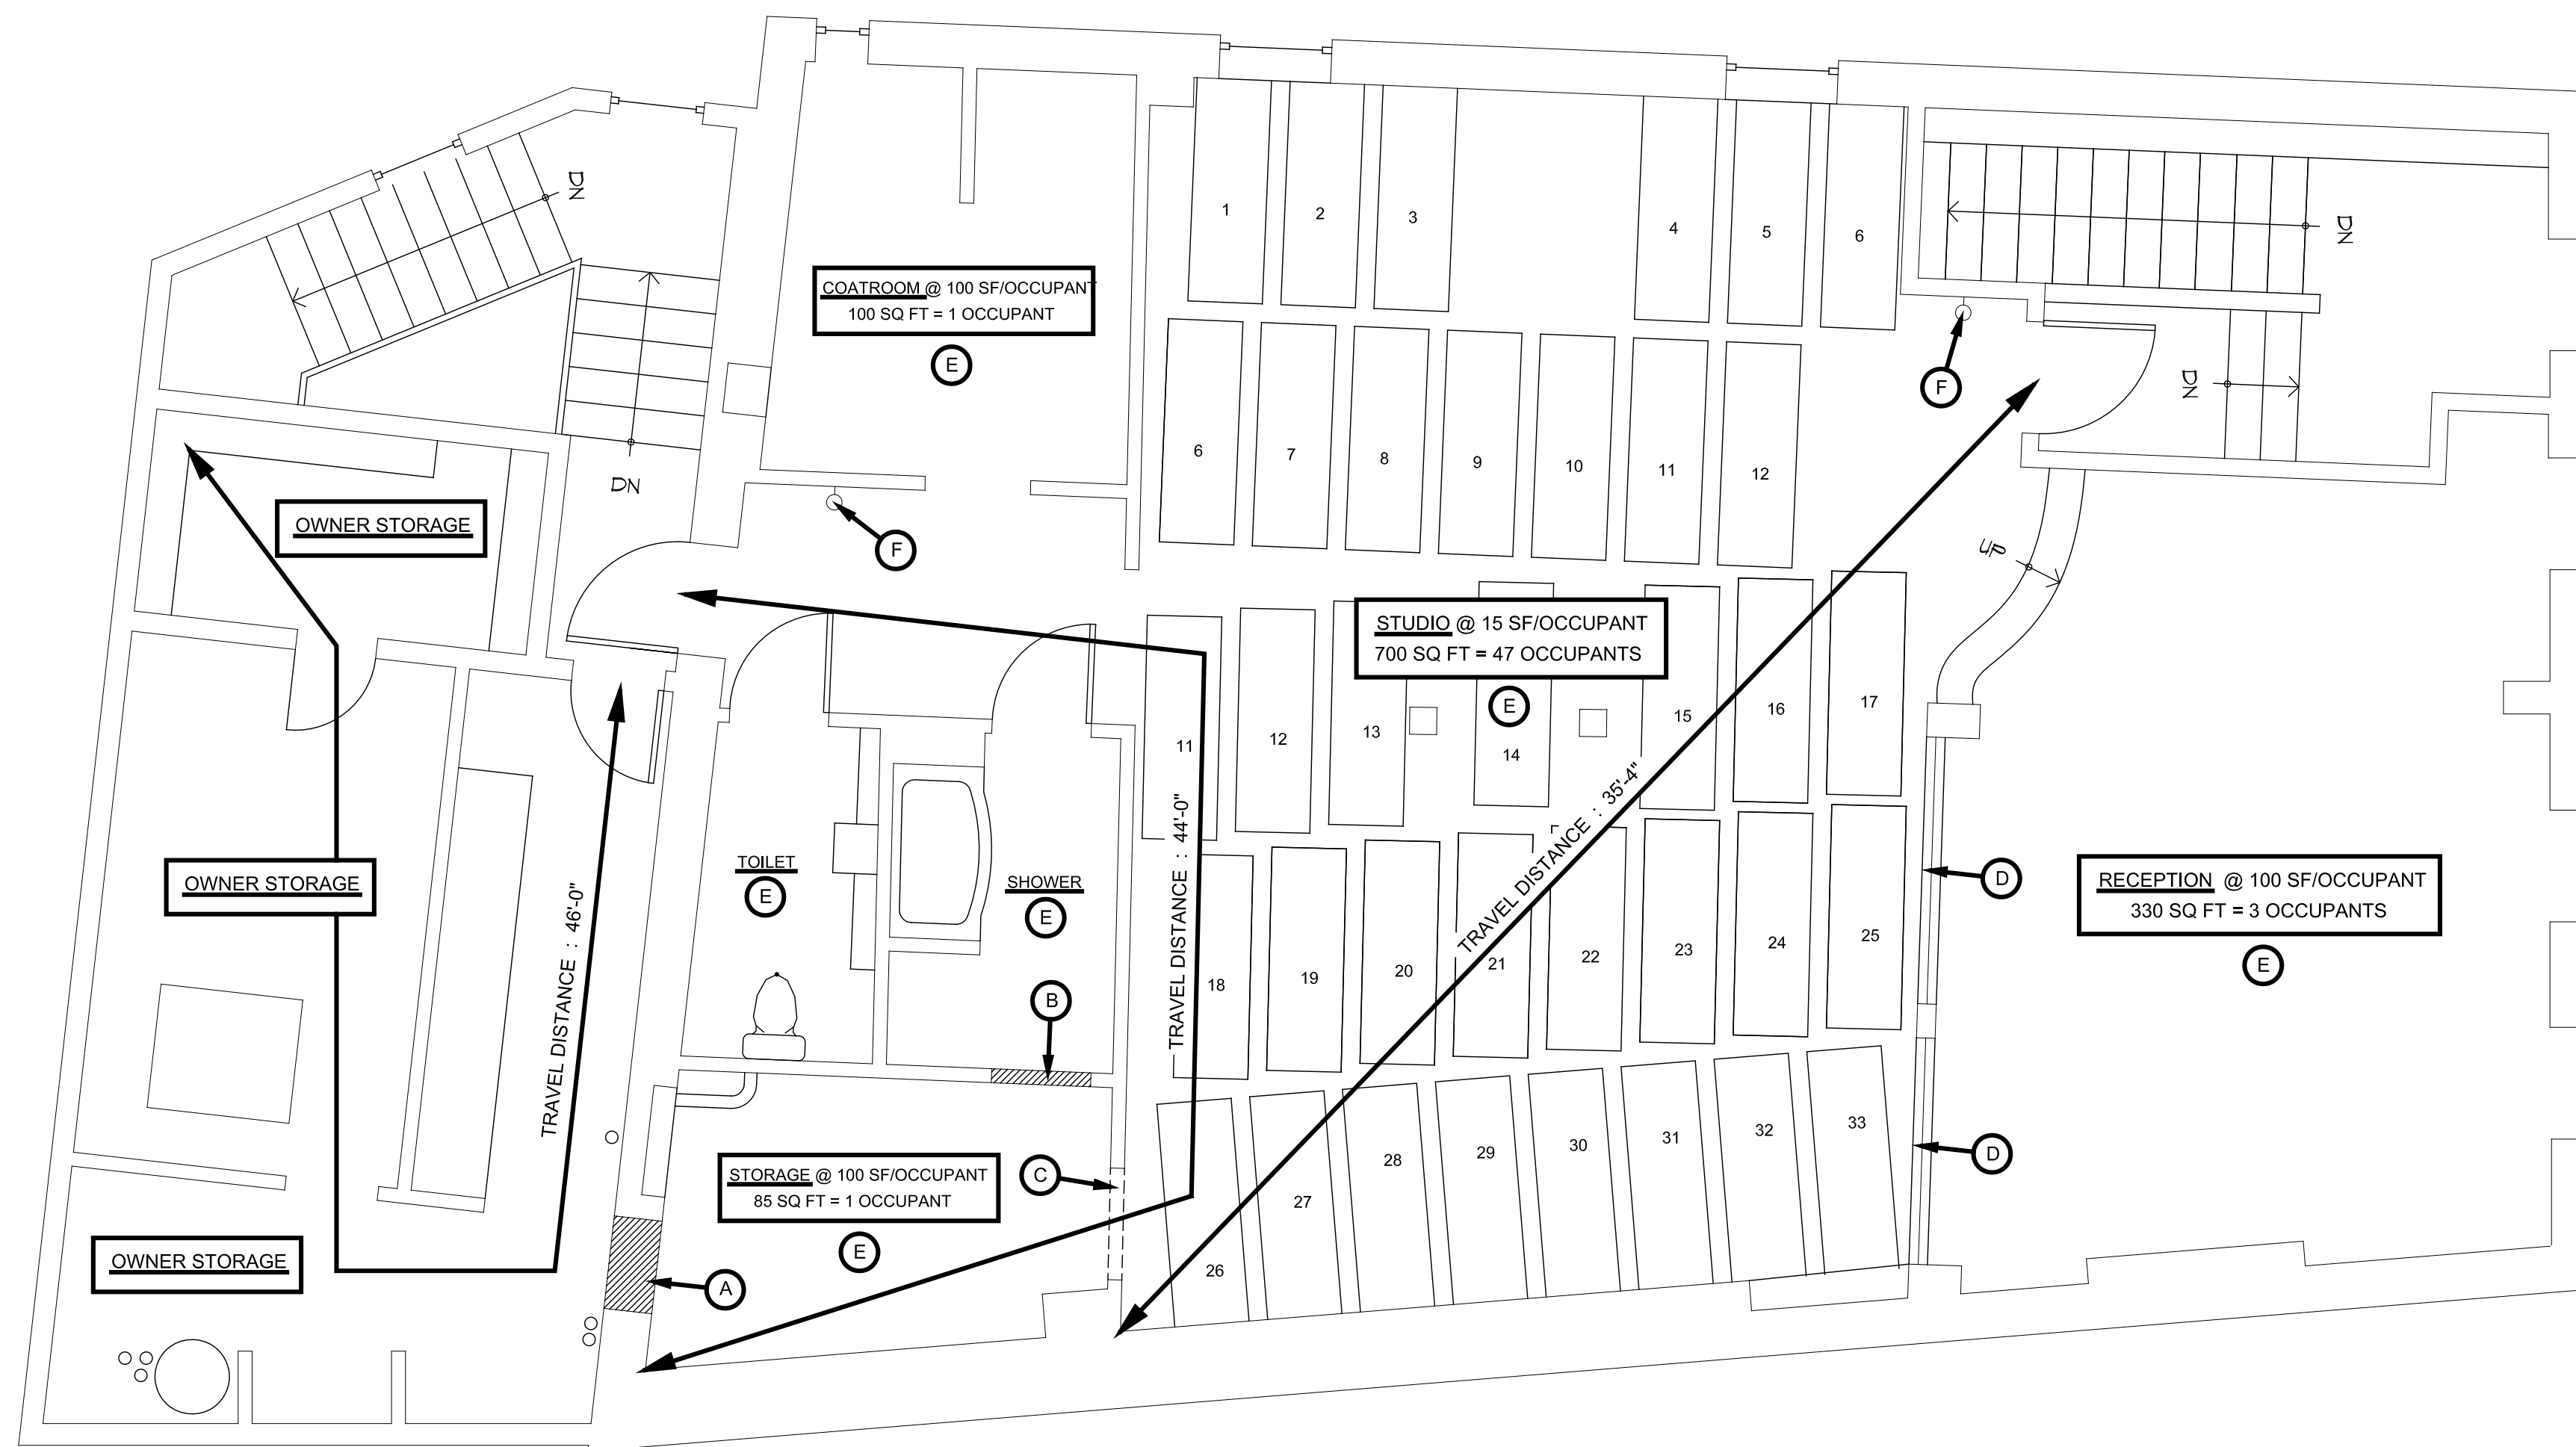 1
2
3
4
5
6
DN
DN
COATROOM @ 100 SF/OCCUPANT
100 SQ FT = 1 OCCUPANT
E
F
DN
DN
6
7
8
9
10
11
12
OWNER STORAGE
F
UP
STUDIO @ 15 SF/OCCUPANT
700 SQ FT = 47 OCCUPANTS
E
11
12
13
14
15
16
17
TRAVEL DISTANCE : 35'-4"
TRAVEL DISTANCE : 44'-0"
TRAVEL DISTANCE : 46'-0"
OWNER STORAGE
TOILET
E
SHOWER
E
D
RECEPTION @ 100 SF/OCCUPANT
330 SQ FT = 3 OCCUPANTS
E
18
19
20
21
22
23
24
25
B
STORAGE @ 100 SF/OCCUPANT
85 SQ FT = 1 OCCUPANT
E
C
D
26
27
28
29
30
31
32
33
OWNER STORAGE
A